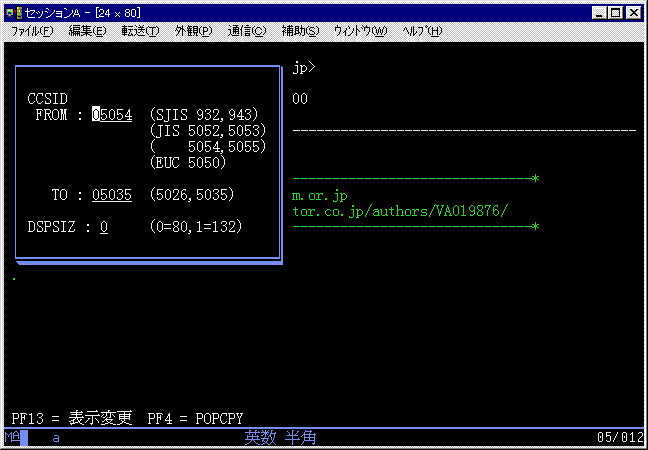 セッションA - [24 x 80]
ファイル(F) 編集(E) 転送(T) 外観(P) 通信(C) 補助(S) ウィンドウ(W) ヘルプ(H)
jp>
CCSID 00
FROM : 05054 (SJIS 932,943)
(JIS 5052,5053) -------------------------------------------
( 5054,5055)
(EUC 5050)
------------------------------*
TO : 05035 (5026,5035) m.or.jp
tor.co.jp/authors/VA019876/
DSPSIZ : 0 (0=80,1=132) ------------------------------*
.
PF13 = 表示変更 PF4 = POPCPY
MA a 英数 半角 05/012